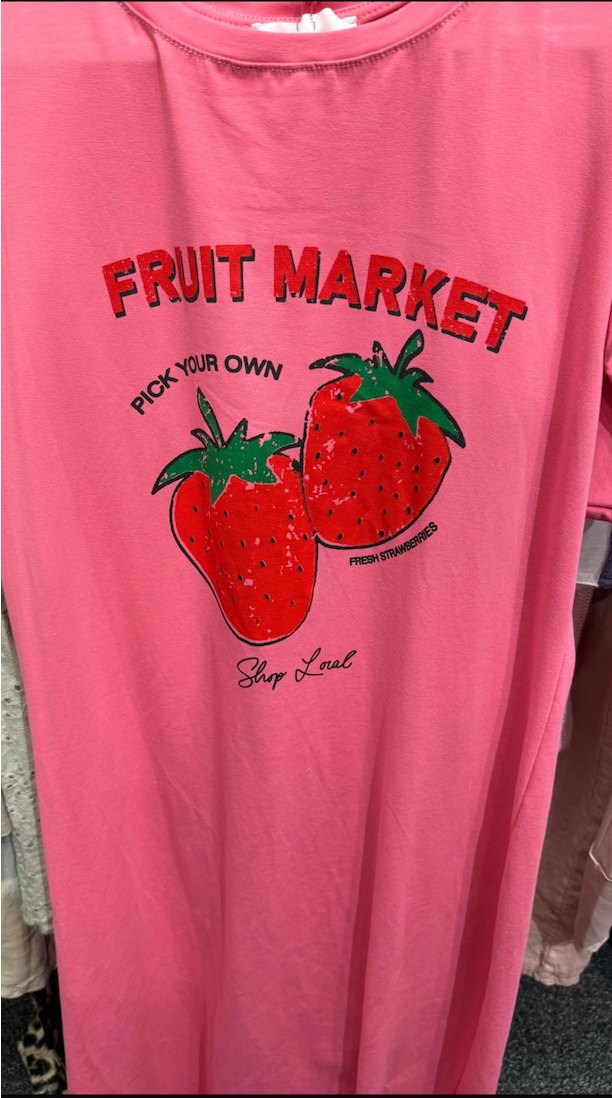 FRUIT MARKET
PICK YOUR OWN
FRESH STRAWBERRIES
Shop Local